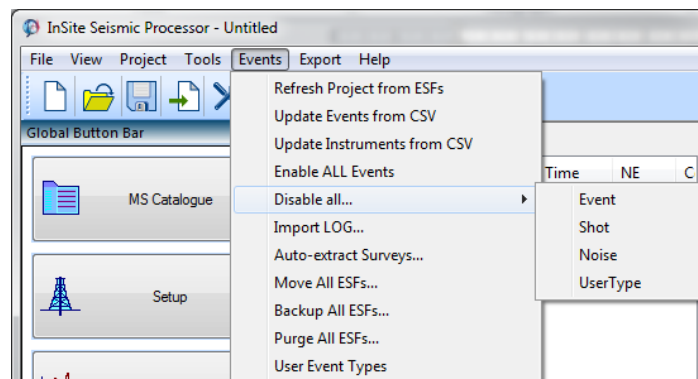 InSite Seismic Processor - Untitled
File View Project Tools Events Export Help
Global Button Bar
MS Catalogue
Setup
Refresh Project from ESFs
Update Events from CSV
Update Instruments from CSV
Enable ALL Events
Disable all...
Import LOG...
Auto-extract Surveys...
Move All ESFs...
Backup All ESFs...
Purge All ESFs...
User Event Types
Time NE C
Event
Shot
Noise
UserType